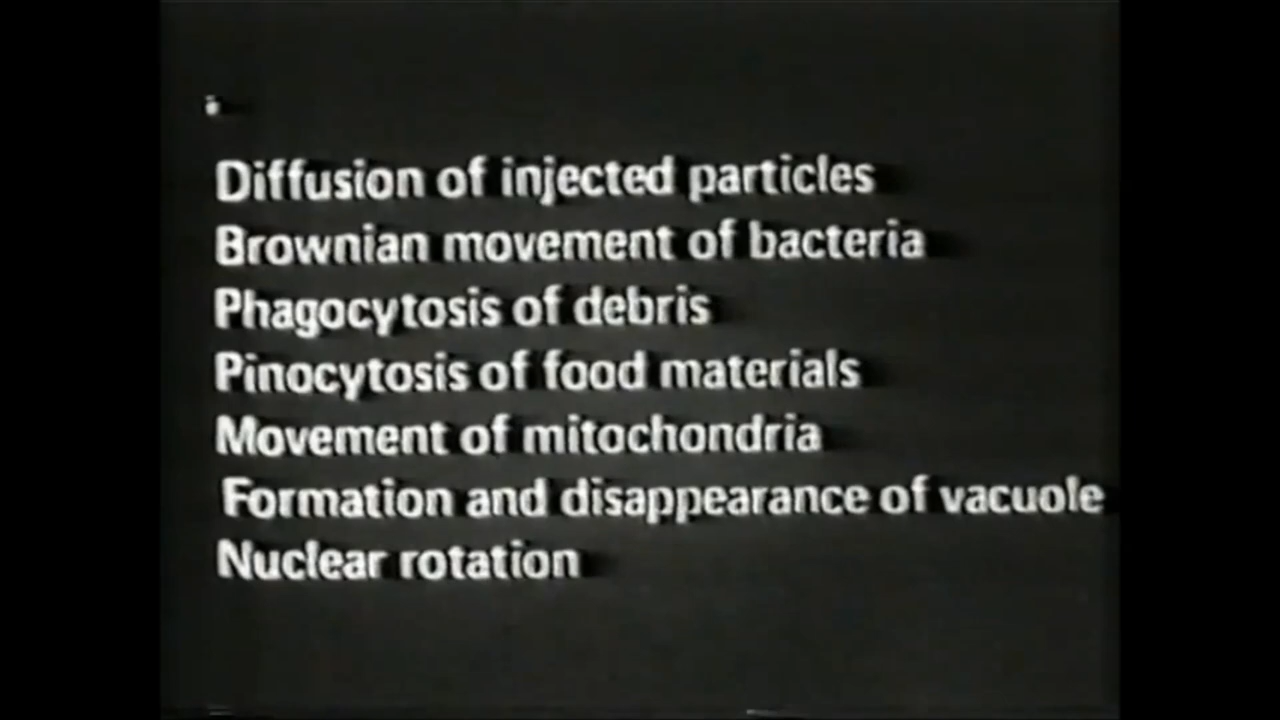 Diffusion of injected particles
Brownian movement of bacteria
Phagocytosis of debris
Pinocytosis of food materials
Movement of mitochondria
Formation and disappearance of vacuole
Nuclear rotation